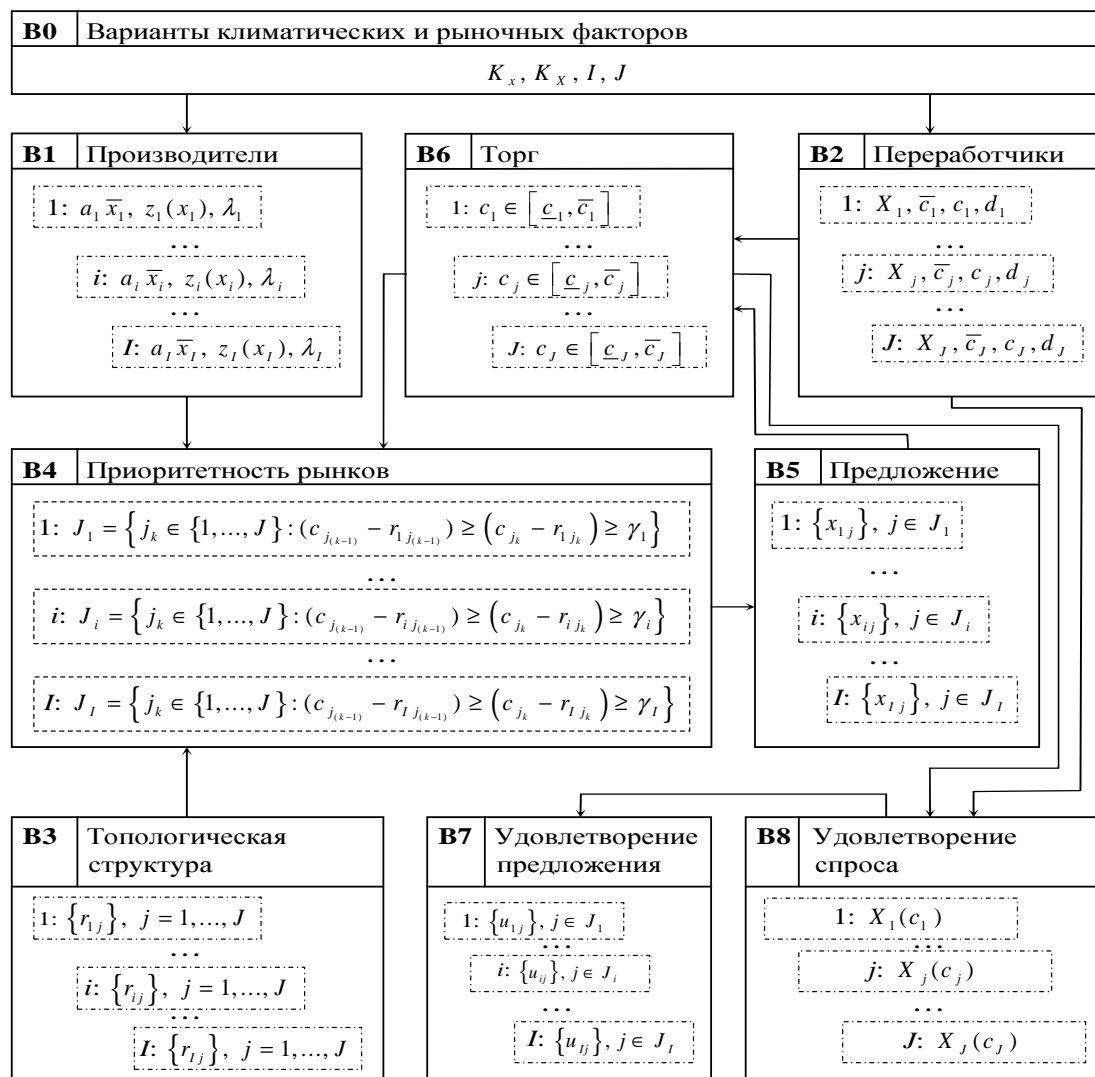 B0 Варианты климатических и рыночных факторов
K_x, K_X, I, J
B1 Производители
1: a_1 x̅_1, z_1(x_1), λ_1
...
i: a_i x̅_i, z_i(x_i), λ_i
...
I: a_I x̅_I, z_I(x_I), λ_I
B6 Торг
1: c_1 ∈ [c̲_1, c̅_1]
...
j: c_j ∈ [c̲_j, c̅_j]
...
J: c_J ∈ [c̲_J, c̅_J]
B2 Переработчики
1: X_1, c̅_1, c_1, d_1
...
j: X_j, c̅_j, c_j, d_j
...
J: X_J, c̅_J, c_J, d_J
B4 Приоритетность рынков
1: J_1 = {j_k ∈ {1,..., J}: (c_{j_(k-1)} − r_{1 j_(k-1)}) ≥ (c_{j_k} − r_{1 j_k}) ≥ γ_1}
...
i: J_i = {j_k ∈ {1,..., J}: (c_{j_(k-1)} − r_{i j_(k-1)}) ≥ (c_{j_k} − r_{i j_k}) ≥ γ_i}
...
I: J_I = {j_k ∈ {1,..., J}: (c_{j_(k-1)} − r_{I j_(k-1)}) ≥ (c_{j_k} − r_{I j_k}) ≥ γ_I}
B5 Предложение
1: {x_{1j}}, j ∈ J_1
...
i: {x_{ij}}, j ∈ J_i
...
I: {x_{Ij}}, j ∈ J_I
B3 Топологическая
структура
1: {r_{1j}}, j = 1,..., J
...
i: {r_{ij}}, j = 1,..., J
...
I: {r_{Ij}}, j = 1,..., J
B7 Удовлетворение
предложения
1: {u_{1j}}, j ∈ J_1
...
i: {u_{ij}}, j ∈ J_i
...
I: {u_{Ij}}, j ∈ J_I
B8 Удовлетворение
спроса
1: X_1(c_1)
...
j: X_j(c_j)
...
J: X_J(c_J)